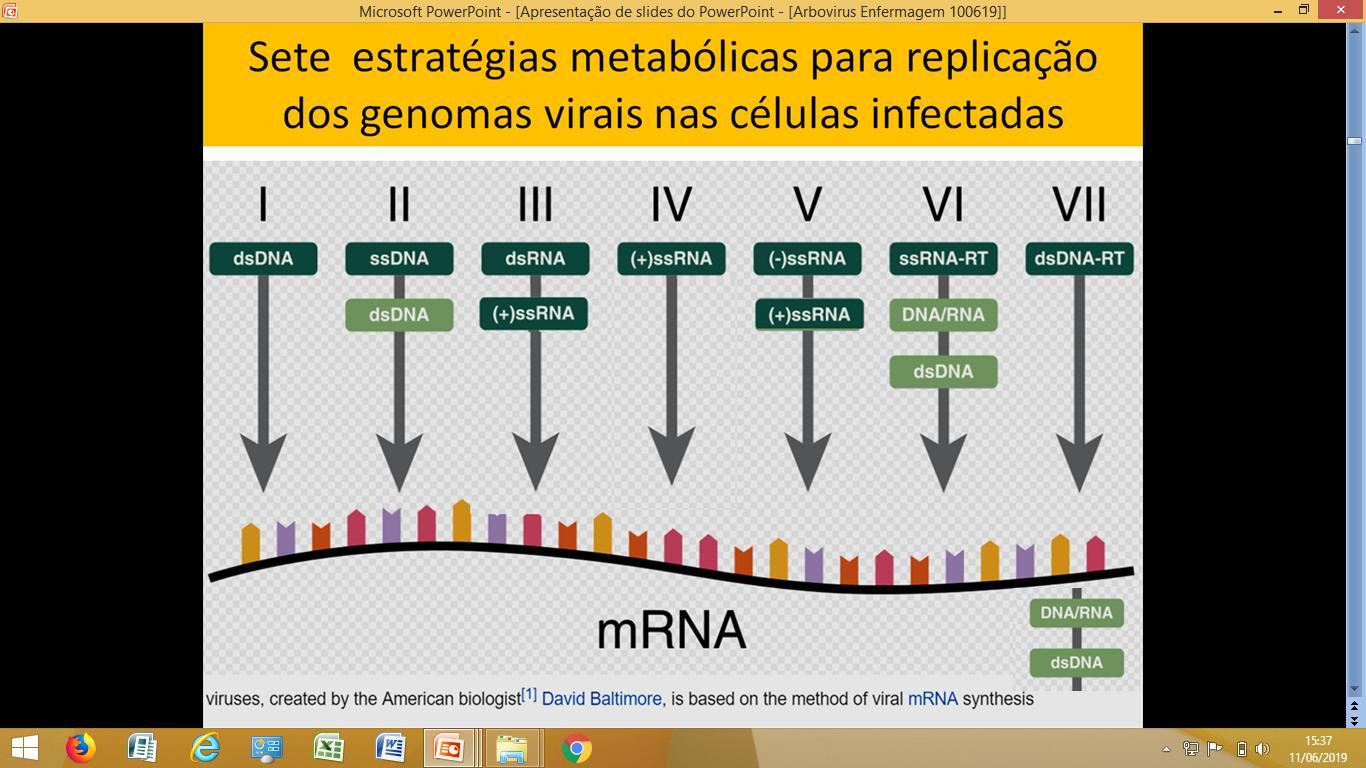 Microsoft PowerPoint - [Apresentação de slides do PowerPoint - [Arbovirus Enfermagem 100619]]
Sete estratégias metabólicas para replicação
dos genomas virais nas células infectadas
I II III IV V VI VII
dsDNA ssDNA dsRNA (+)ssRNA (-)ssRNA ssRNA-RT dsDNA-RT
dsDNA (+)ssRNA (+)ssRNA DNA/RNA
dsDNA
mRNA
DNA/RNA
dsDNA
viruses, created by the American biologist[1] David Baltimore, is based on the method of viral mRNA synthesis
15:37
11/06/2019